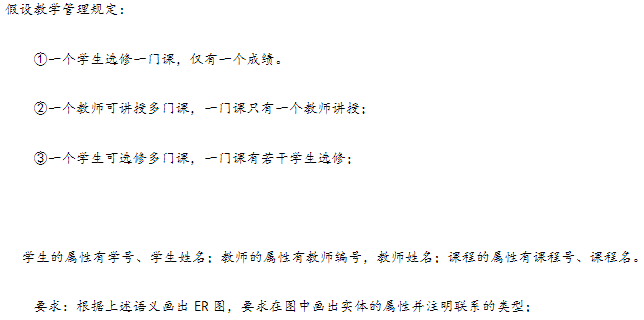 假设教学管理规定：
①一个学生选修一门课，仅有一个成绩。
②一个教师可讲授多门课，一门课只有一个教师讲授；
③一个学生可选修多门课，一门课有若干学生选修；
学生的属性有学号、学生姓名；教师的属性有教师编号，教师姓名；课程的属性有课程号、课程名。
要求：根据上述语义画出 ER 图，要求在图中画出实体的属性并注明联系的类型；